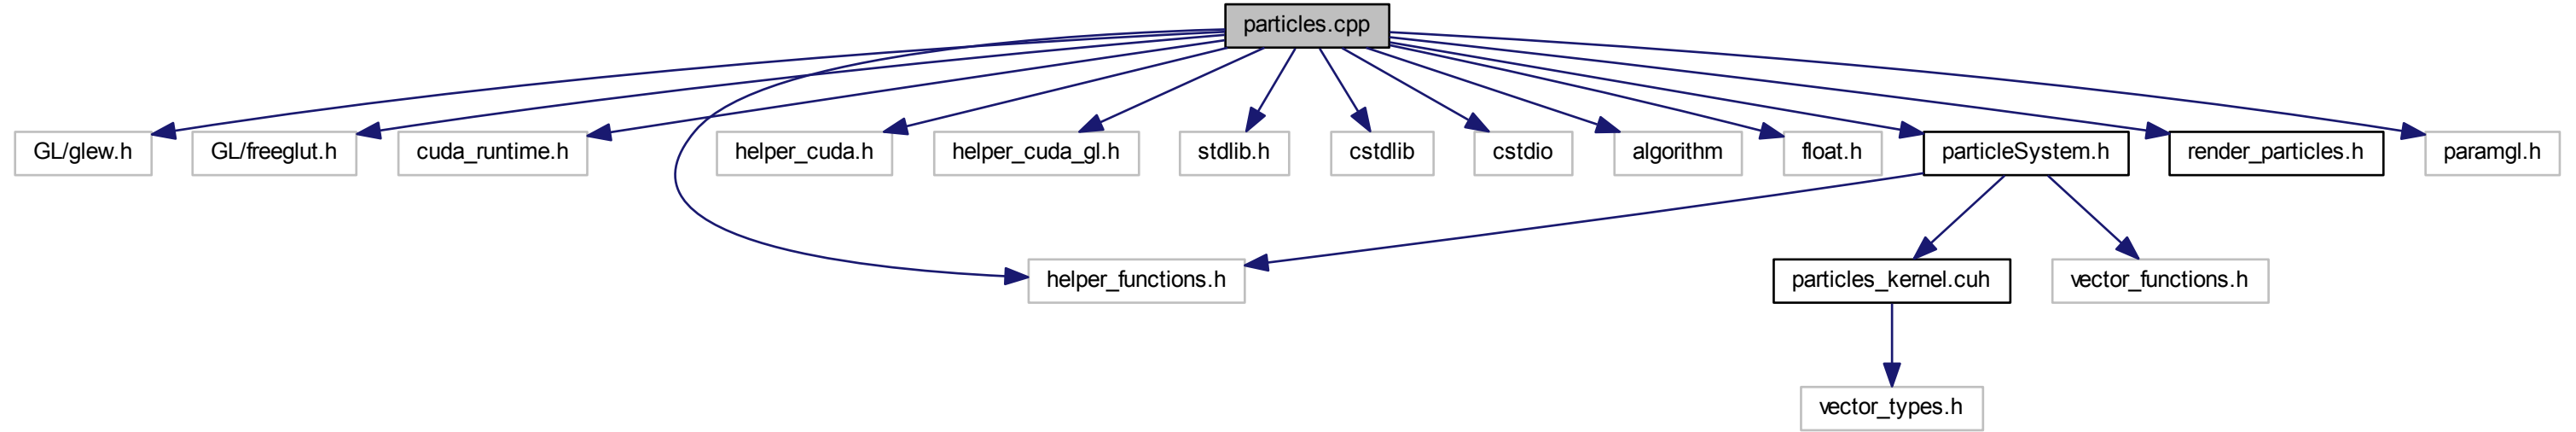 particles.cpp
GL/glew.h
GL/freeglut.h
cuda_runtime.h
helper_cuda.h
helper_cuda_gl.h
stdlib.h
cstdlib
cstdio
algorithm
float.h
particleSystem.h
render_particles.h
paramgl.h
helper_functions.h
particles_kernel.cuh
vector_functions.h
vector_types.h